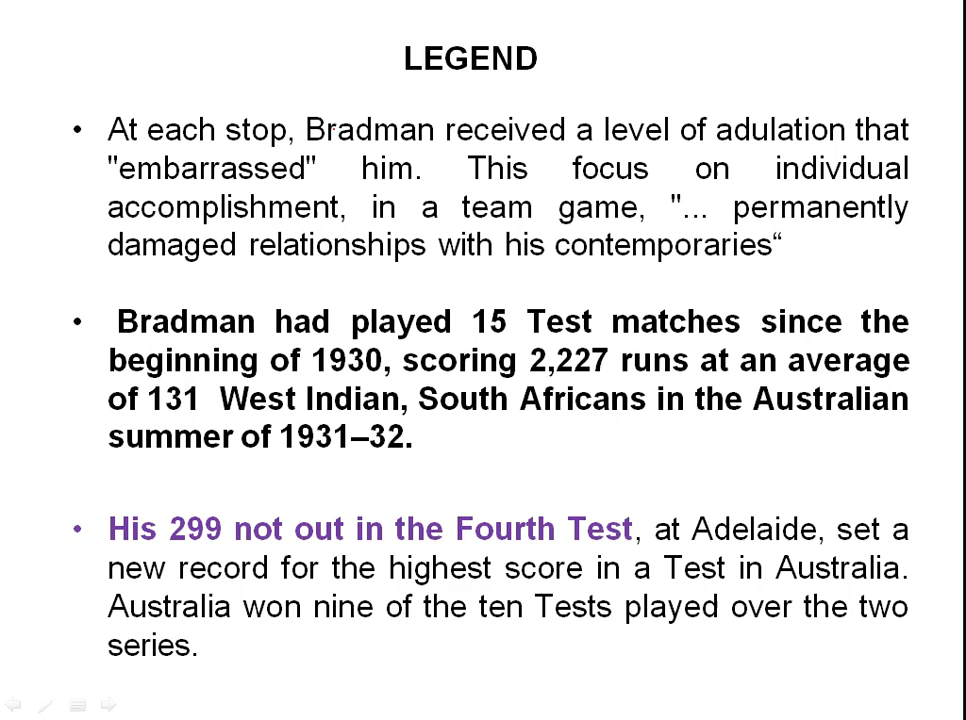 LEGEND
• At each stop, Bradman received a level of adulation that
"embarrassed" him. This focus on individual
accomplishment, in a team game, "... permanently
damaged relationships with his contemporaries“
• Bradman had played 15 Test matches since the
beginning of 1930, scoring 2,227 runs at an average
of 131 West Indian, South Africans in the Australian
summer of 1931–32.
• His 299 not out in the Fourth Test, at Adelaide, set a
new record for the highest score in a Test in Australia.
Australia won nine of the ten Tests played over the two
series.